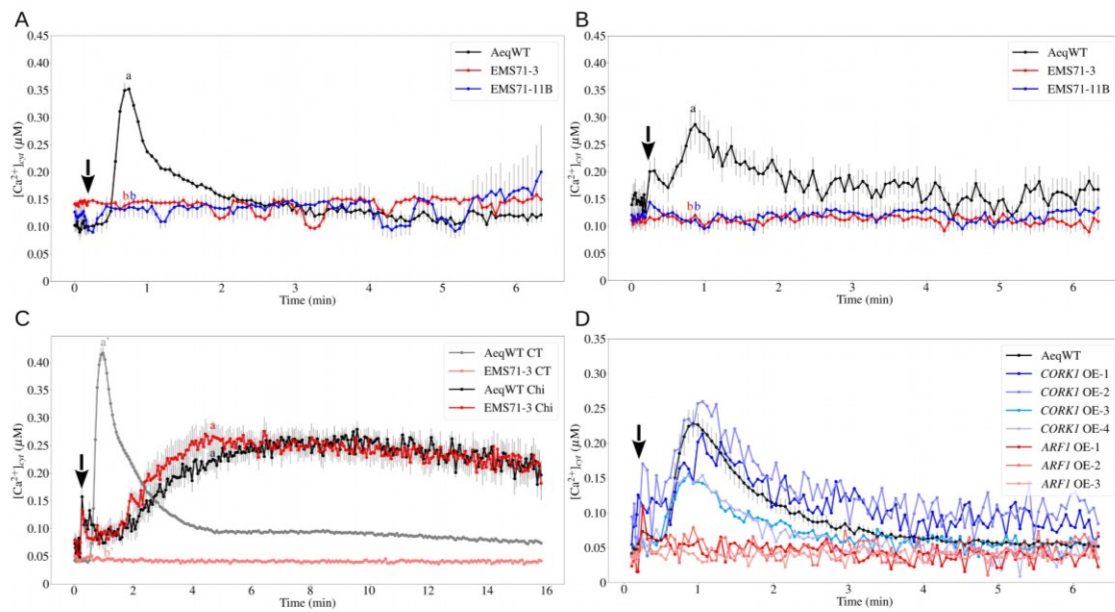 A
0.45
0.40
0.35
0.30
0.25
0.20
0.15
0.10
0.05
0
[Ca²⁺]cyt (µM)
a
bb
AeqWT
EMS71-3
EMS71-11B
0 1 2 3 4 5 6
Time (min)
B
0.45
0.40
0.35
0.30
0.25
0.20
0.15
0.10
0.05
0
[Ca²⁺]cyt (µM)
a
bb
AeqWT
EMS71-3
EMS71-11B
0 1 2 3 4 5 6
Time (min)
C
0.40
0.35
0.30
0.25
0.20
0.15
0.10
0.05
0
[Ca²⁺]cyt (µM)
a'
a
a
AeqWT CT
EMS71-3 CT
AeqWT Chi
EMS71-3 Chi
0 2 4 6 8 10 12 14 16
Time (min)
D
0.35
0.30
0.25
0.20
0.15
0.10
0.05
0
[Ca²⁺]cyt (µM)
AeqWT
CORK1 OE-1
CORK1 OE-2
CORK1 OE-3
CORK1 OE-4
ARF1 OE-1
ARF1 OE-2
ARF1 OE-3
0 1 2 3 4 5 6
Time (min)